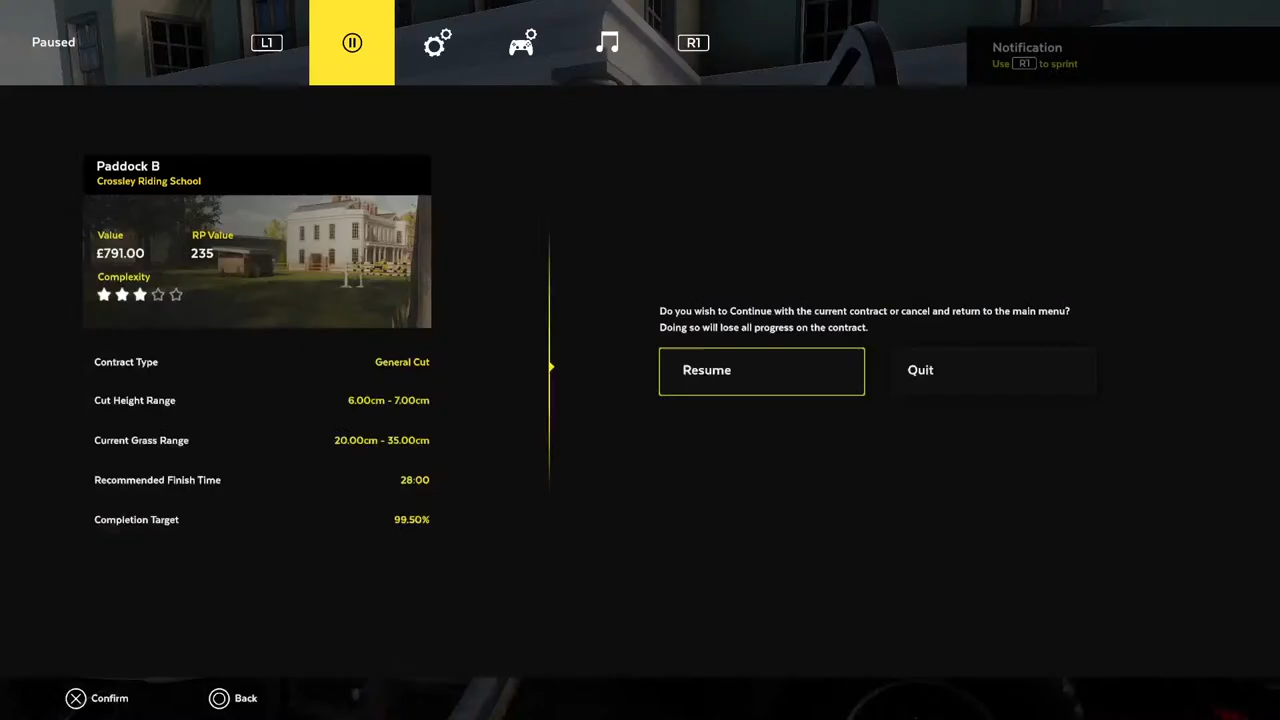 Paused
L1
R1
Notification
Use R1 to sprint
Paddock B
Crossley Riding School
Value
RP Value
£791.00
235
Complexity
Contract Type
General Cut
Cut Height Range
6.00cm - 7.00cm
Current Grass Range
20.00cm - 35.00cm
Recommended Finish Time
28:00
Completion Target
99.50%
Do you wish to Continue with the current contract or cancel and return to the main menu?
Doing so will lose all progress on the contract.
Resume
Quit
Confirm
Back